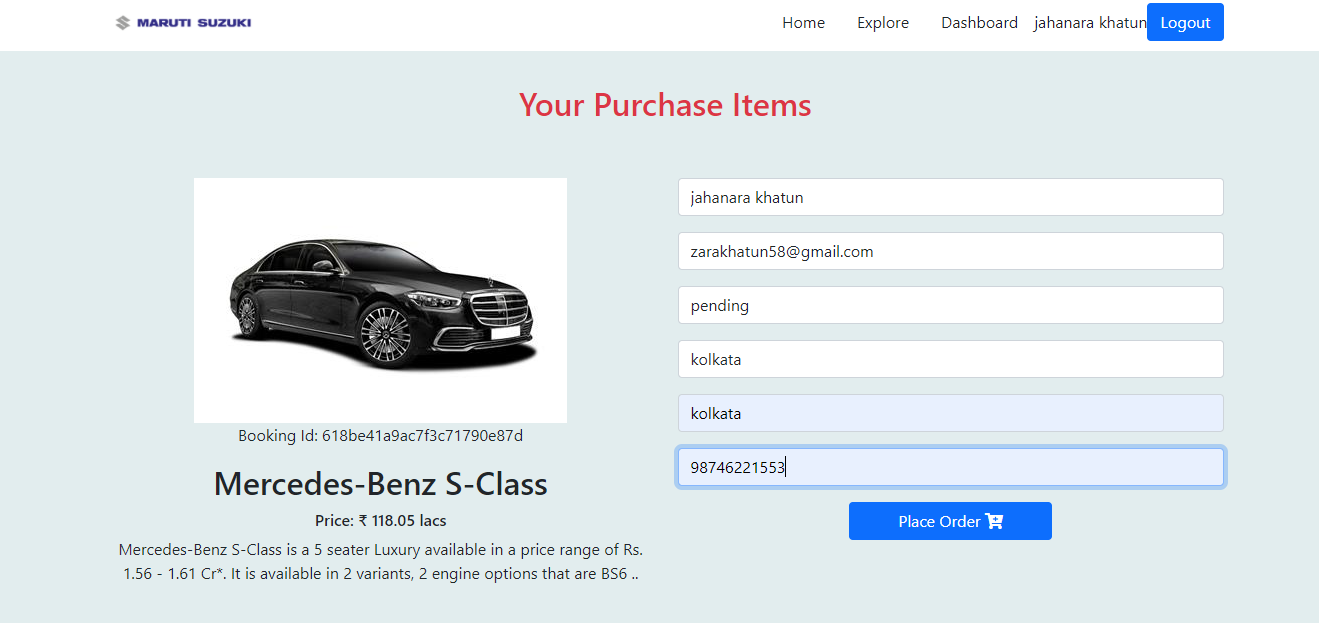 MARUTI SUZUKI
Home Explore Dashboard jahanara khatun Logout
Your Purchase Items
Booking Id: 618be41a9ac7f3c71790e87d
Mercedes-Benz S-Class
Price: ₹ 118.05 lacs
Mercedes-Benz S-Class is a 5 seater Luxury available in a price range of Rs.
1.56 - 1.61 Cr*. It is available in 2 variants, 2 engine options that are BS6 ..
jahanara khatun
zarakhatun58@gmail.com
pending
kolkata
kolkata
98746221553
Place Order